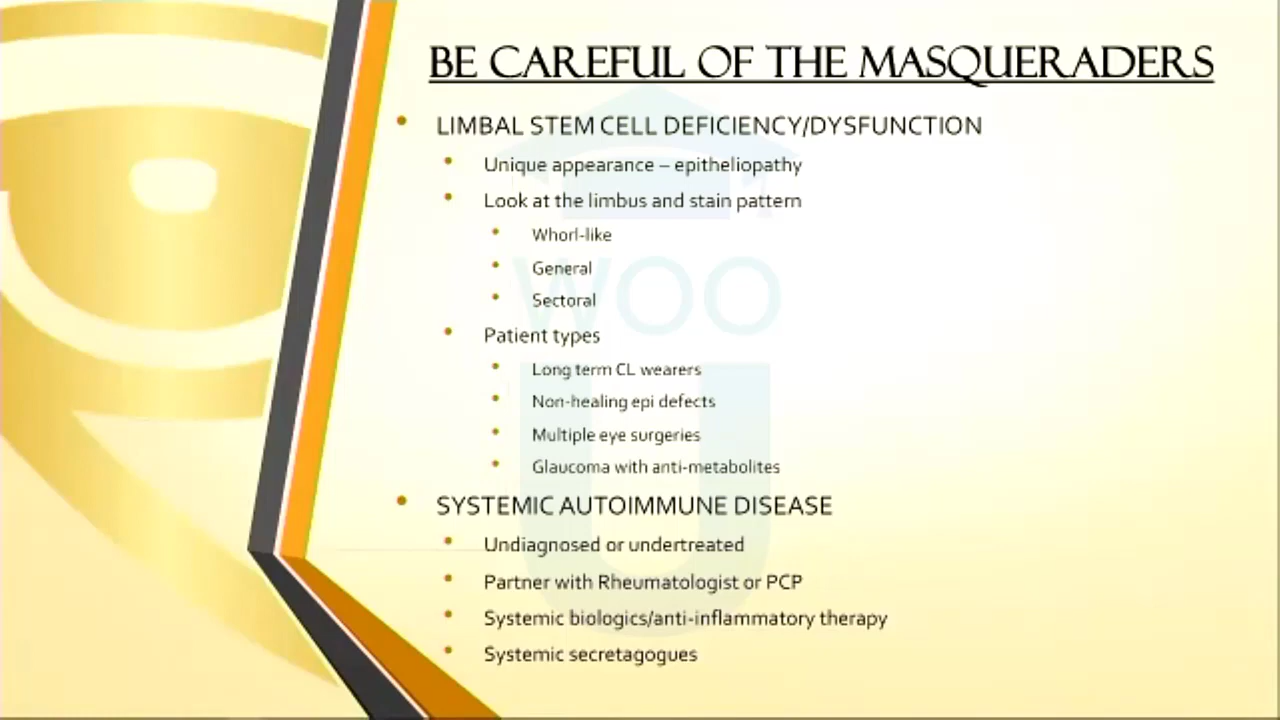 BE CAREFUL OF THE MASQUERADERS
LIMBAL STEM CELL DEFICIENCY/DYSFUNCTION
Unique appearance – epitheliopathy
Look at the limbus and stain pattern
Whorl-like
General
Sectoral
WOO
U
Patient types
Long term CL wearers
Non-healing epi defects
Multiple eye surgeries
Glaucoma with anti-metabolites
SYSTEMIC AUTOIMMUNE DISEASE
Undiagnosed or undertreated
Partner with Rheumatologist or PCP
Systemic biologics/anti-inflammatory therapy
Systemic secretagogues